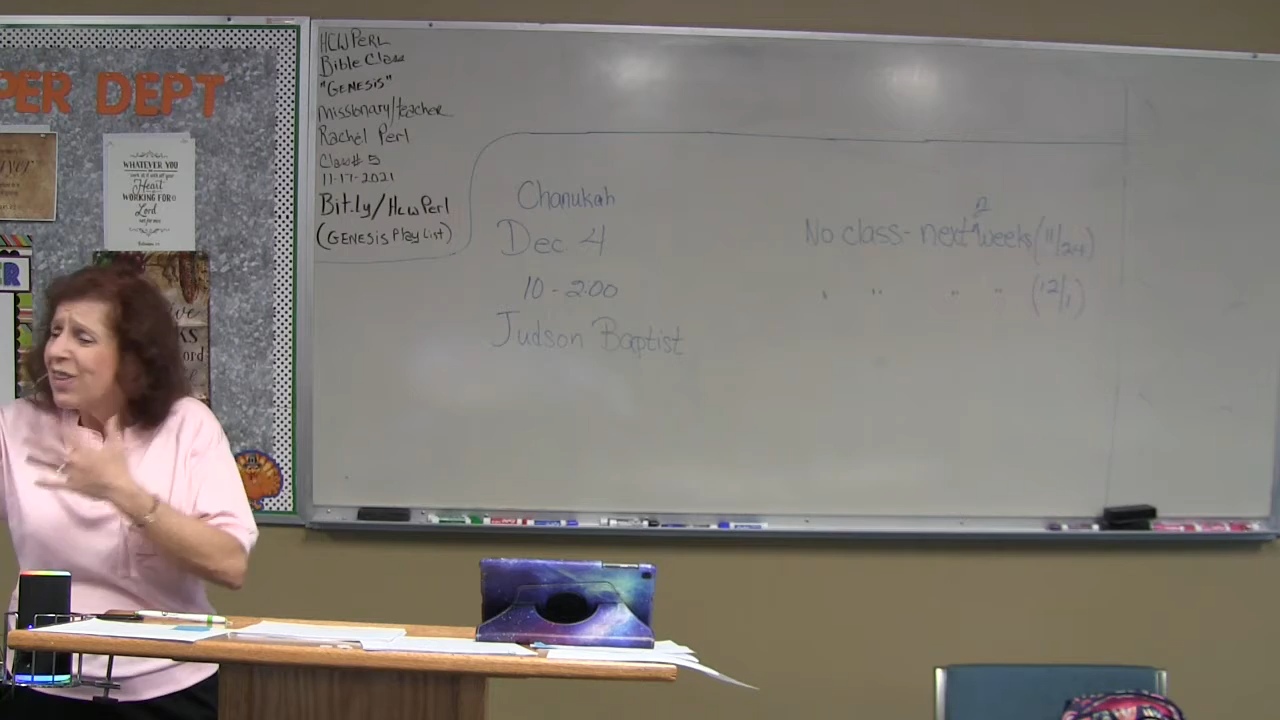 PER DEPT
WHATEVER YOU
Heart
WORKING FOR
Lord
HCWPERL
Bible Class
"GENESIS"
missionary/teacher
Rachel Perl
Class# 5
11-17-2021
Bit.ly/HcwPerl
(GENESIS Play List)
Chanukah
Dec 4
10 - 2:00
Judson Baptist
No class - next 2 weeks (11/24)
" " " " (12/1)